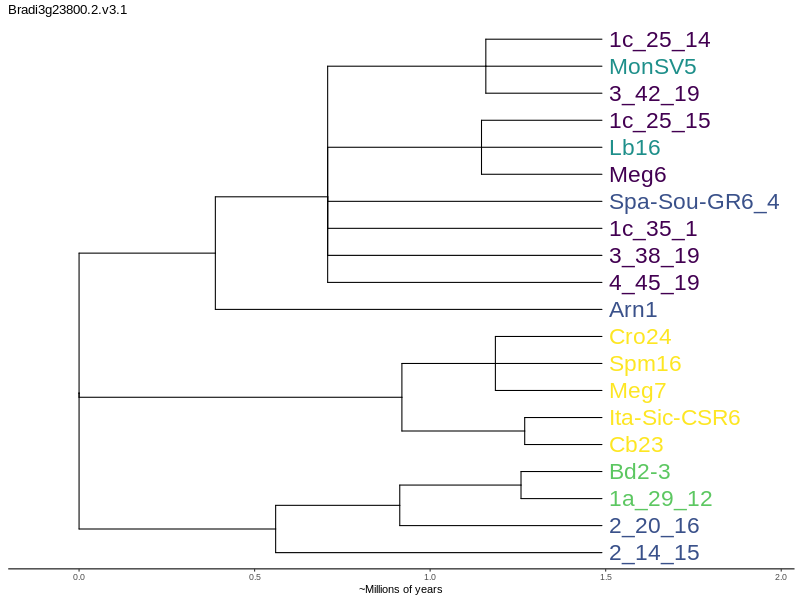 Bradi3g23800.2.v3.1
1c_25_14
MonSV5
3_42_19
1c_25_15
Lb16
Meg6
Spa-Sou-GR6_4
1c_35_1
3_38_19
4_45_19
Arn1
Cro24
Spm16
Meg7
Ita-Sic-CSR6
Cb23
Bd2-3
1a_29_12
2_20_16
2_14_15
0.0 0.5 1.0 1.5 2.0
~Millions of years